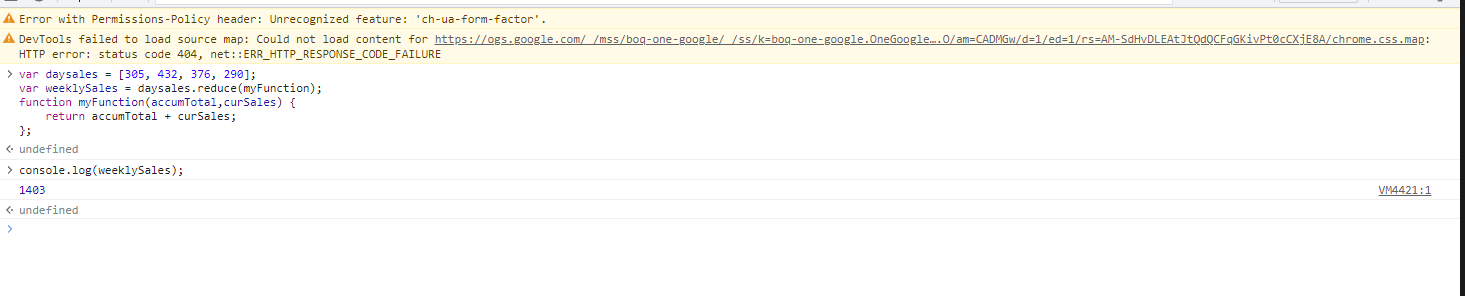 Error with Permissions-Policy header: Unrecognized feature: 'ch-ua-form-factor'.
DevTools failed to load source map: Could not load content for https://ogs.google.com/_/mss/boq-one-google/_/ss/k=boq-one-google.OneGoogle….O/am=CADMGw/d=1/ed=1/rs=AM-SdHvDLEAtJtQdQCFqGKivPt0cCXjE8A/chrome.css.map:
HTTP error: status code 404, net::ERR_HTTP_RESPONSE_CODE_FAILURE
var daysales = [305, 432, 376, 290];
var weeklySales = daysales.reduce(myFunction);
function myFunction(accumTotal,curSales) {
    return accumTotal + curSales;
};
undefined
console.log(weeklySales);
1403 VM4421:1
undefined